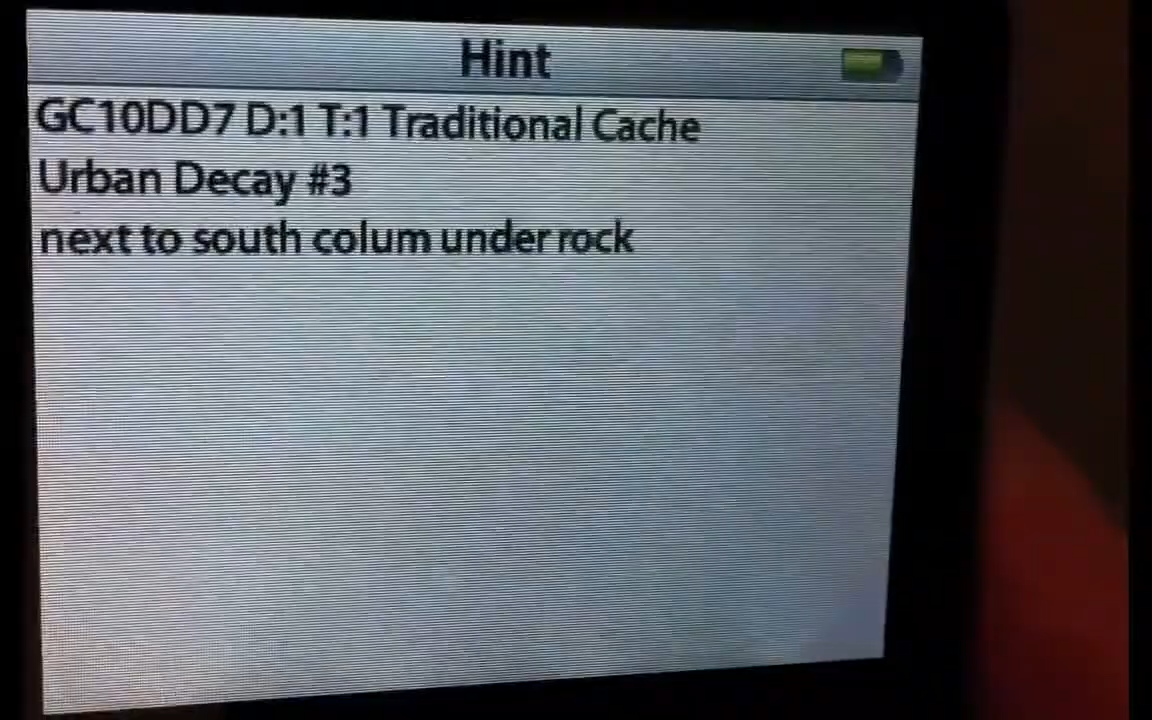 Hint
GC10DD7 D:1 T:1 Traditional Cache
Urban Decay #3
next to south colum under rock